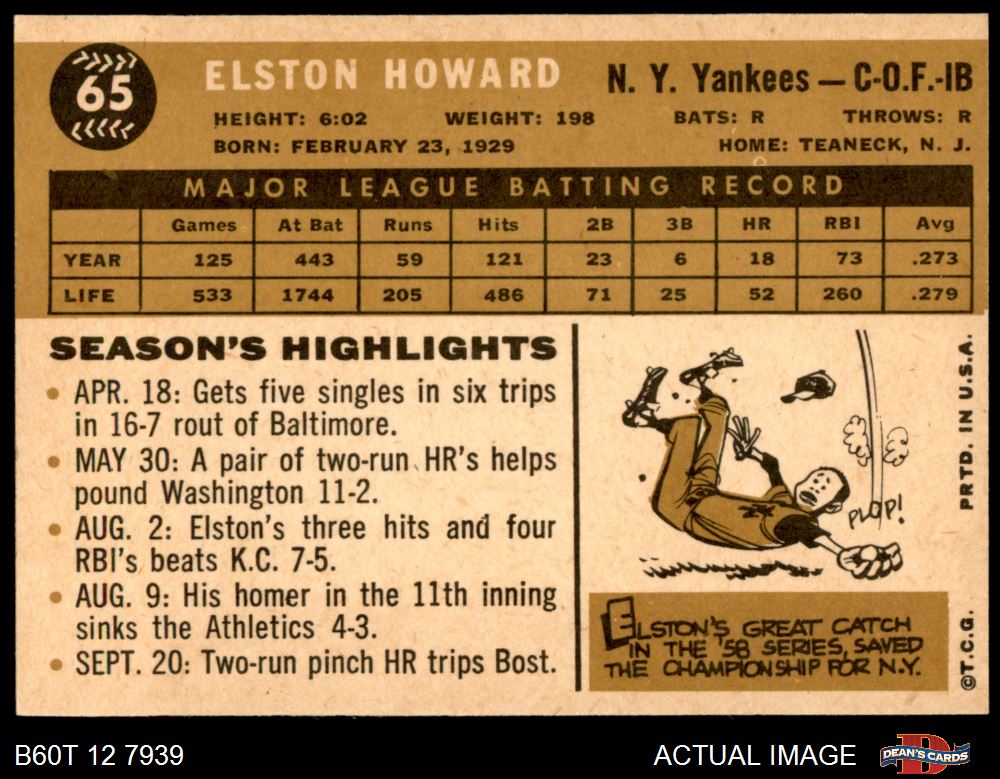 65
ELSTON HOWARD
N. Y. Yankees — C-O.F.-1B
HEIGHT: 6:02 WEIGHT: 198 BATS: R THROWS: R
BORN: FEBRUARY 23, 1929 HOME: TEANECK, N. J.
MAJOR LEAGUE BATTING RECORD
Games At Bat Runs Hits 2B 3B HR RBI Avg
YEAR 125 443 59 121 23 6 18 73 .273
LIFE 533 1744 205 486 71 25 52 260 .279
SEASON'S HIGHLIGHTS
• APR. 18: Gets five singles in six trips
in 16-7 rout of Baltimore.
• MAY 30: A pair of two-run HR's helps
pound Washington 11-2.
• AUG. 2: Elston's three hits and four
RBI's beats K.C. 7-5.
• AUG. 9: His homer in the 11th inning
sinks the Athletics 4-3.
• SEPT. 20: Two-run pinch HR trips Bost.
PLOP!
ELSTON'S GREAT CATCH
IN THE '58 SERIES, SAVED
THE CHAMPIONSHIP FOR N.Y.
PRTD. IN U.S.A.
©T.C.G.
B60T 12 7939
ACTUAL IMAGE
DEAN'S CARDS